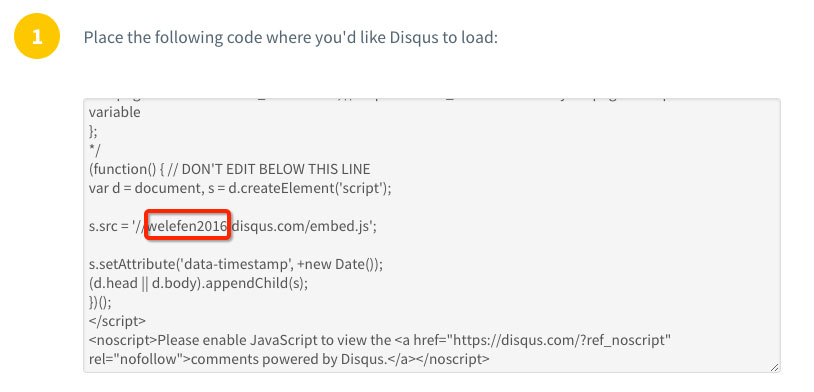 1
Place the following code where you'd like Disqus to load:
variable
};
*/
(function() { // DON'T EDIT BELOW THIS LINE
var d = document, s = d.createElement('script');
s.src = '//welefen2016.disqus.com/embed.js';
s.setAttribute('data-timestamp', +new Date());
(d.head || d.body).appendChild(s);
})();
</script>
<noscript>Please enable JavaScript to view the <a href="https://disqus.com/?ref_noscript"
rel="nofollow">comments powered by Disqus.</a></noscript>